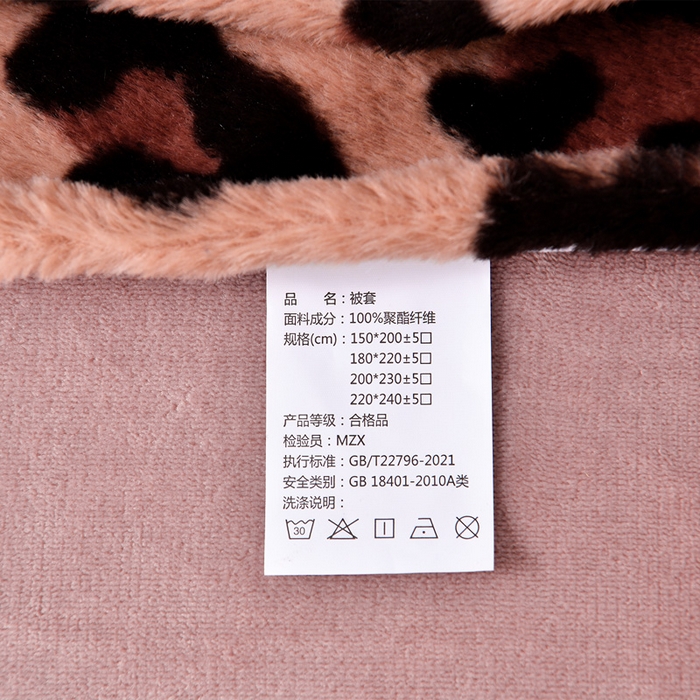 品 名：被套
面料成分：100%聚酯纤维
规格(cm)：150*200±5□
180*220±5□
200*230±5□
220*240±5□
产品等级：合格品
检验员：MZX
执行标准：GB/T22796-2021
安全类别：GB 18401-2010A类
洗涤说明：
30